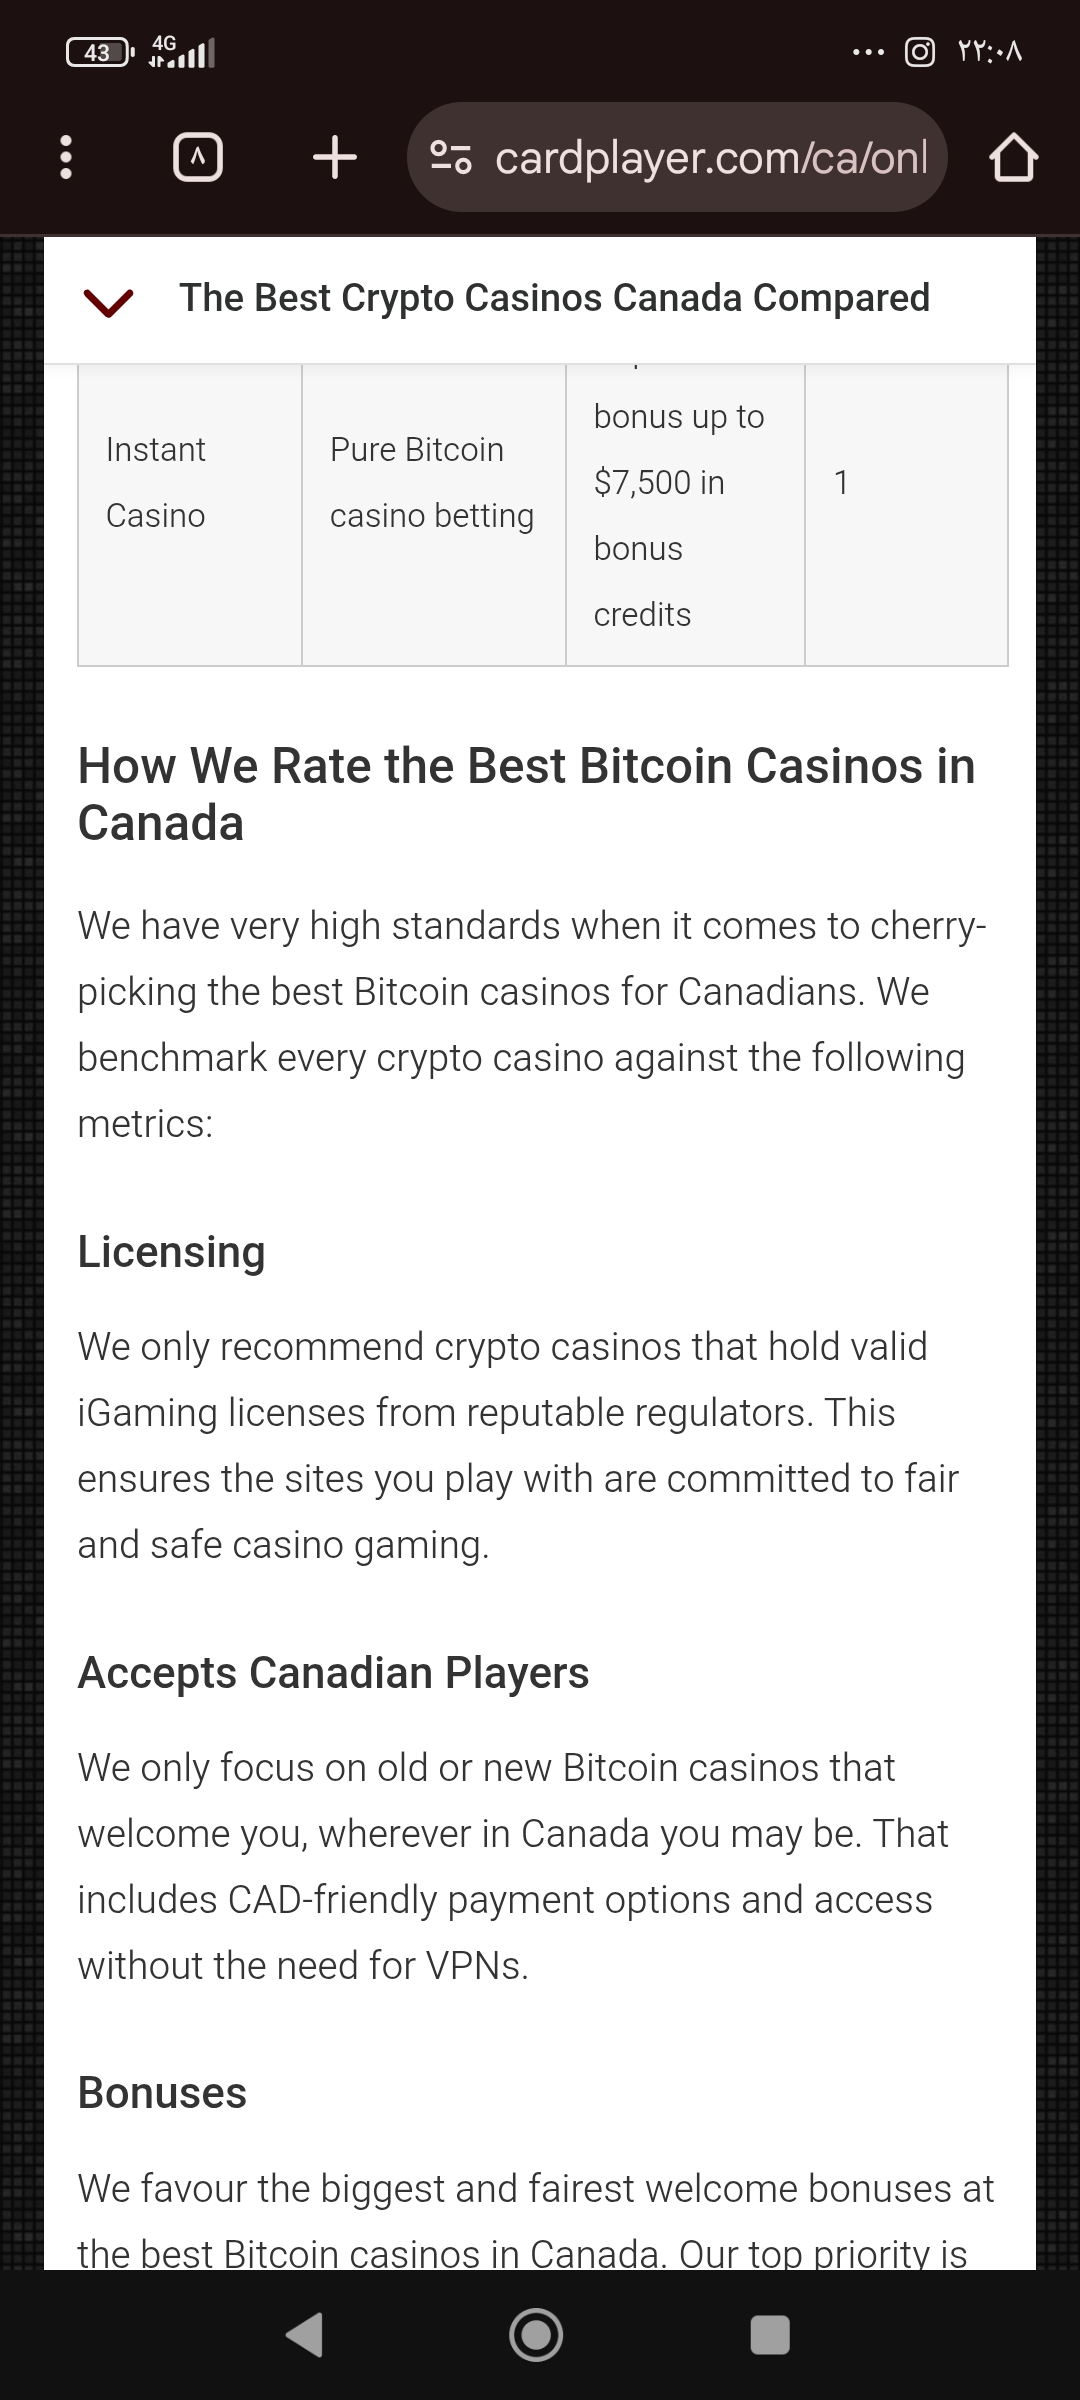 43 4G ٢٢:٠٨
٨ cardplayer.com/ca/onl
The Best Crypto Casinos Canada Compared
Instant
Casino
Pure Bitcoin
casino betting
bonus up to
$7,500 in
bonus
credits
1
How We Rate the Best Bitcoin Casinos in
Canada
We have very high standards when it comes to cherry-
picking the best Bitcoin casinos for Canadians. We
benchmark every crypto casino against the following
metrics:
Licensing
We only recommend crypto casinos that hold valid
iGaming licenses from reputable regulators. This
ensures the sites you play with are committed to fair
and safe casino gaming.
Accepts Canadian Players
We only focus on old or new Bitcoin casinos that
welcome you, wherever in Canada you may be. That
includes CAD-friendly payment options and access
without the need for VPNs.
Bonuses
We favour the biggest and fairest welcome bonuses at
the best Bitcoin casinos in Canada. Our top priority is